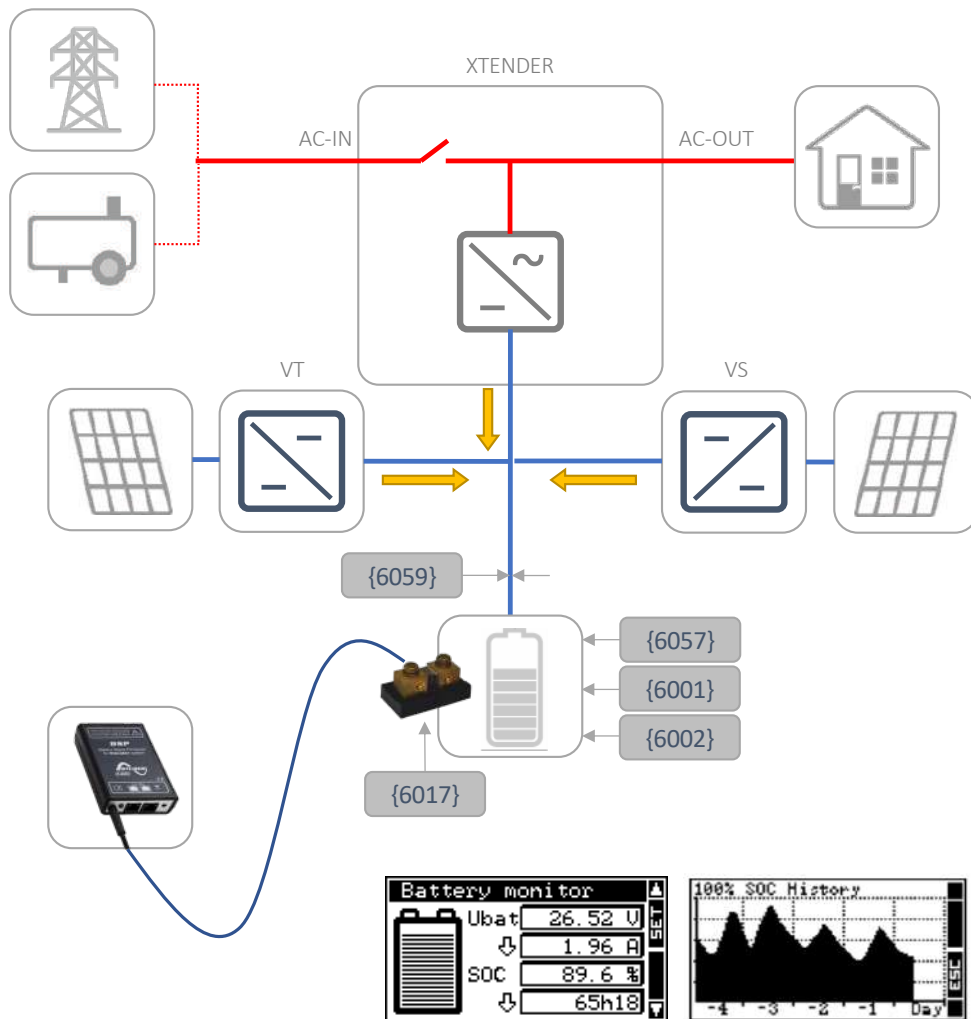 XTENDER
AC-IN
AC-OUT
VT
VS
{6059}
{6057}
{6001}
{6002}
{6017}
BSP
Battery monitor
Ubat 26.52 V
1.96 A
SOC 89.6 %
65h18
SET
100% SOC History
-4 -3 -2 -1 Day
ESC